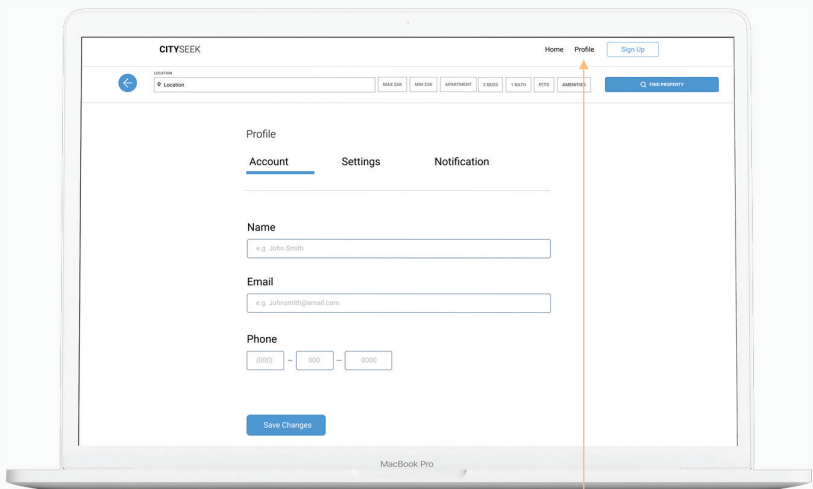 CITYSEEK
Home Profile Sign Up
LOCATION
Location
MAX $6K MIN $3K APARTMENT 2 BEDS 1 BATH PETS AMENITIES FIND PROPERTY
Profile
Account Settings Notification
Name
e.g. John Smith
Email
e.g. Johnsmith@email.com
Phone
(000) – 000 – 0000
Save Changes
MacBook Pro